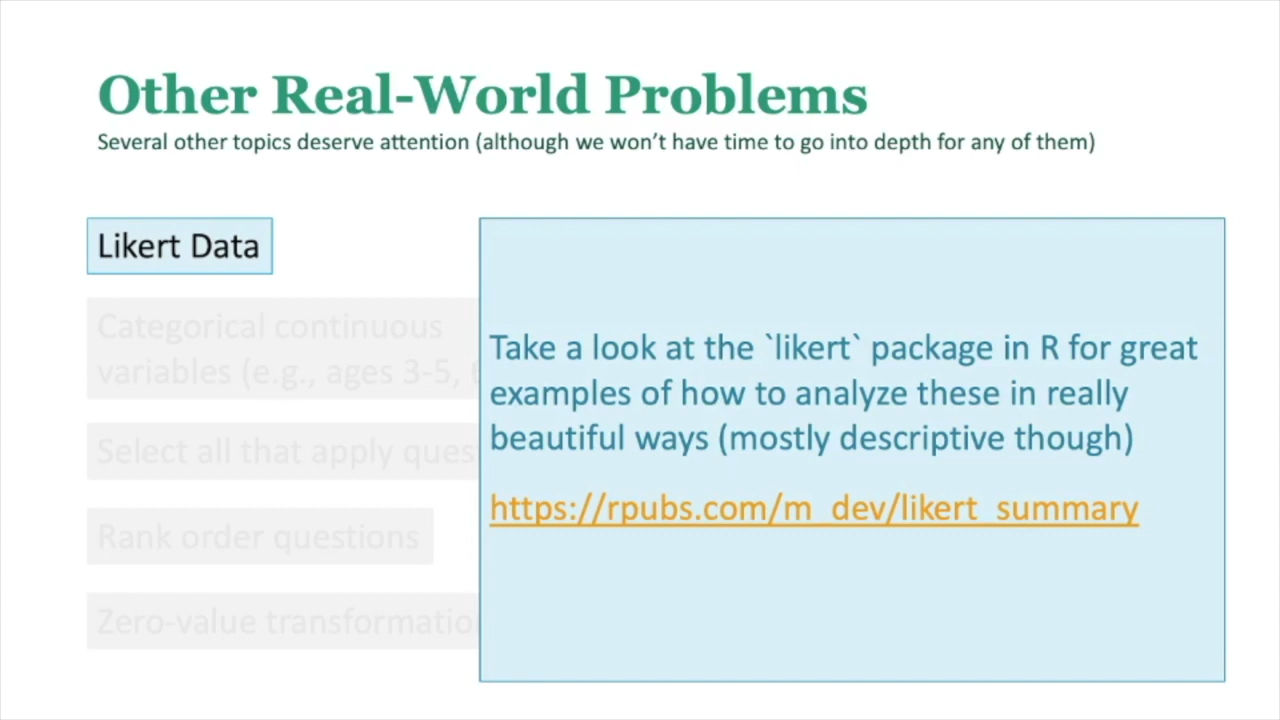 Other Real-World Problems
Several other topics deserve attention (although we won't have time to go into depth for any of them)
Likert Data
Categorical continuous
variables (e.g., ages 3-5,
Select all that apply
Rank order questions
Zero-value
Take a look at the `likert` package in R for great
examples of how to analyze these in really
beautiful ways (mostly descriptive though)
https://rpubs.com/m_dev/likert_summary